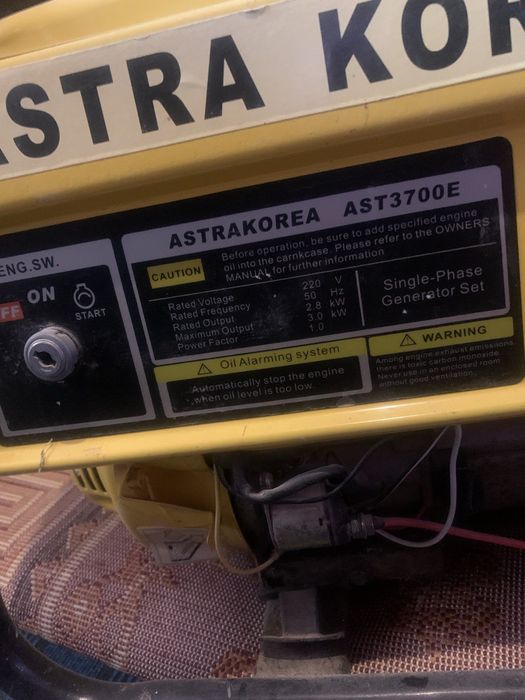 ASTRA KOR
ENG.SW.
OFF ON START
ASTRAKOREA AST3700E
CAUTION
Before operation, be sure to add specified engine
oil into the carnkcase. Please refer to the OWNERS
MANUAL for further information
Rated Voltage 220 V
Rated Frequency 50 Hz
Rated Output 2.8 kW
Maximum Output 3.0 kW
Power Factor 1.0
Single-Phase
Generator Set
Oil Alarming system
Automatically stop the engine
when oil level is too low.
WARNING
Among engine exhaust emissions,
there is toxic carbon monoxide.
Never use in an enclosed room
without good ventilation.